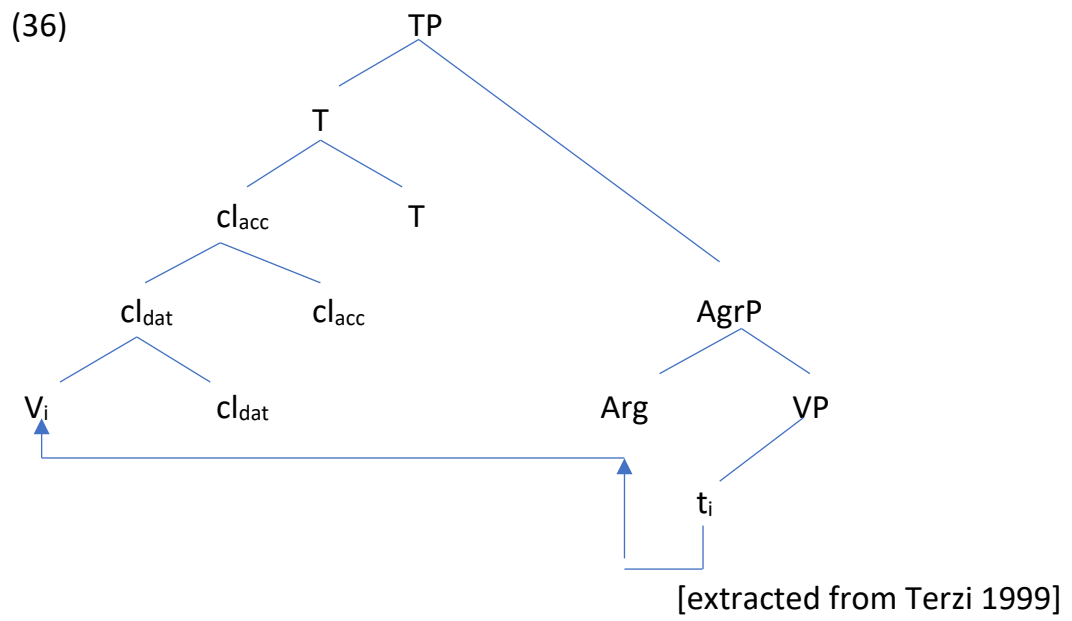 (36) TP
T
cl_acc T
cl_dat cl_acc AgrP
V_i cl_dat Arg VP
t_i
[extracted from Terzi 1999]